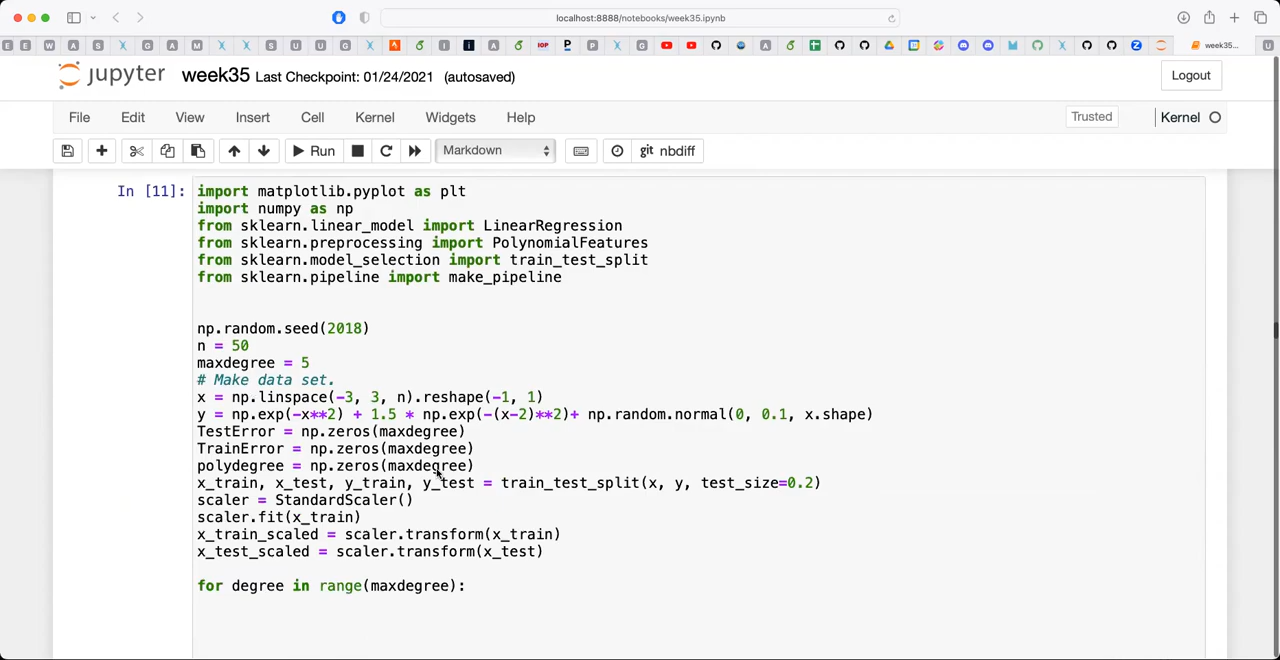 localhost:8888/notebooks/week35.ipynb
E E W A S X G A M X X S U U G X I i A IOP P P X G A X Z week35... U
jupyter week35 Last Checkpoint: 01/24/2021 (autosaved)
Logout
File Edit View Insert Cell Kernel Widgets Help
Trusted
Kernel
Run Markdown git nbdiff
In [11]:
import matplotlib.pyplot as plt
import numpy as np
from sklearn.linear_model import LinearRegression
from sklearn.preprocessing import PolynomialFeatures
from sklearn.model_selection import train_test_split
from sklearn.pipeline import make_pipeline
np.random.seed(2018)
n = 50
maxdegree = 5
# Make data set.
x = np.linspace(-3, 3, n).reshape(-1, 1)
y = np.exp(-x**2) + 1.5 * np.exp(-(x-2)**2)+ np.random.normal(0, 0.1, x.shape)
TestError = np.zeros(maxdegree)
TrainError = np.zeros(maxdegree)
polydegree = np.zeros(maxdegree)
x_train, x_test, y_train, y_test = train_test_split(x, y, test_size=0.2)
scaler = StandardScaler()
scaler.fit(x_train)
x_train_scaled = scaler.transform(x_train)
x_test_scaled = scaler.transform(x_test)
for degree in range(maxdegree):